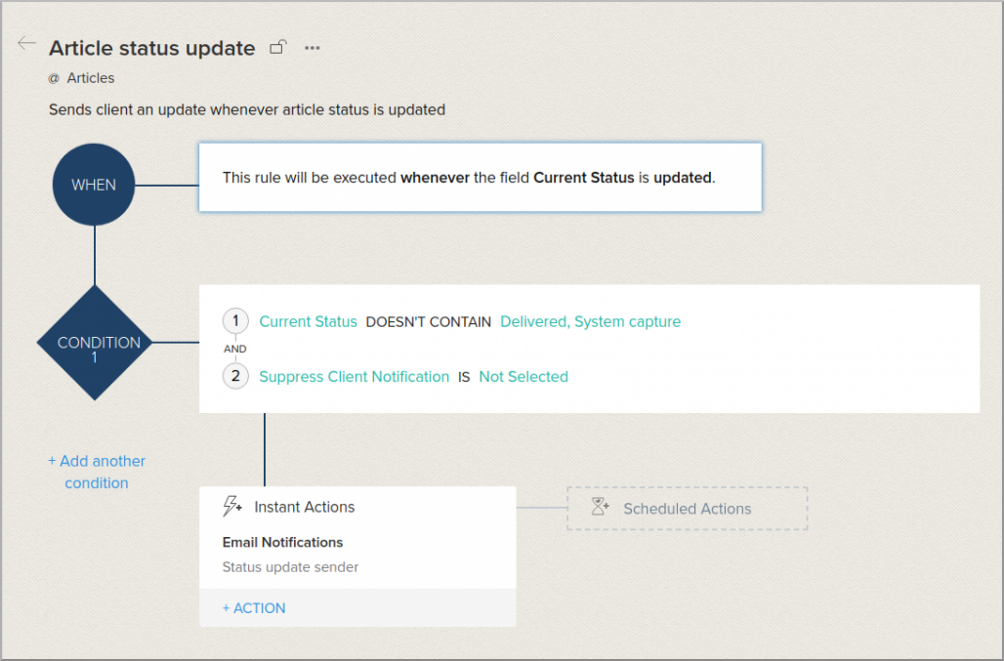 Article status update
@ Articles
Sends client an update whenever article status is updated
WHEN
This rule will be executed whenever the field Current Status is updated.
CONDITION
1
1 Current Status DOESN'T CONTAIN Delivered, System capture
AND
2 Suppress Client Notification IS Not Selected
+ Add another
condition
Instant Actions
Scheduled Actions
Email Notifications
Status update sender
+ ACTION